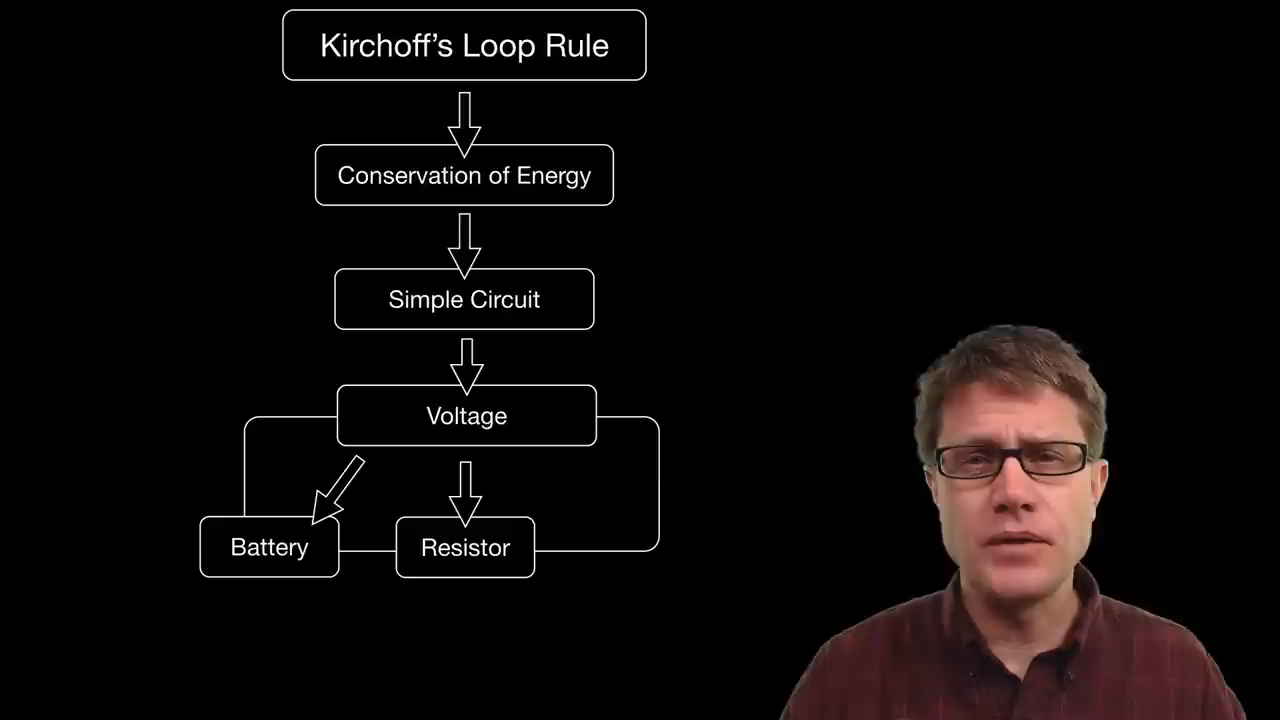 Kirchoff's Loop Rule
Conservation of Energy
Simple Circuit
Voltage
Battery
Resistor